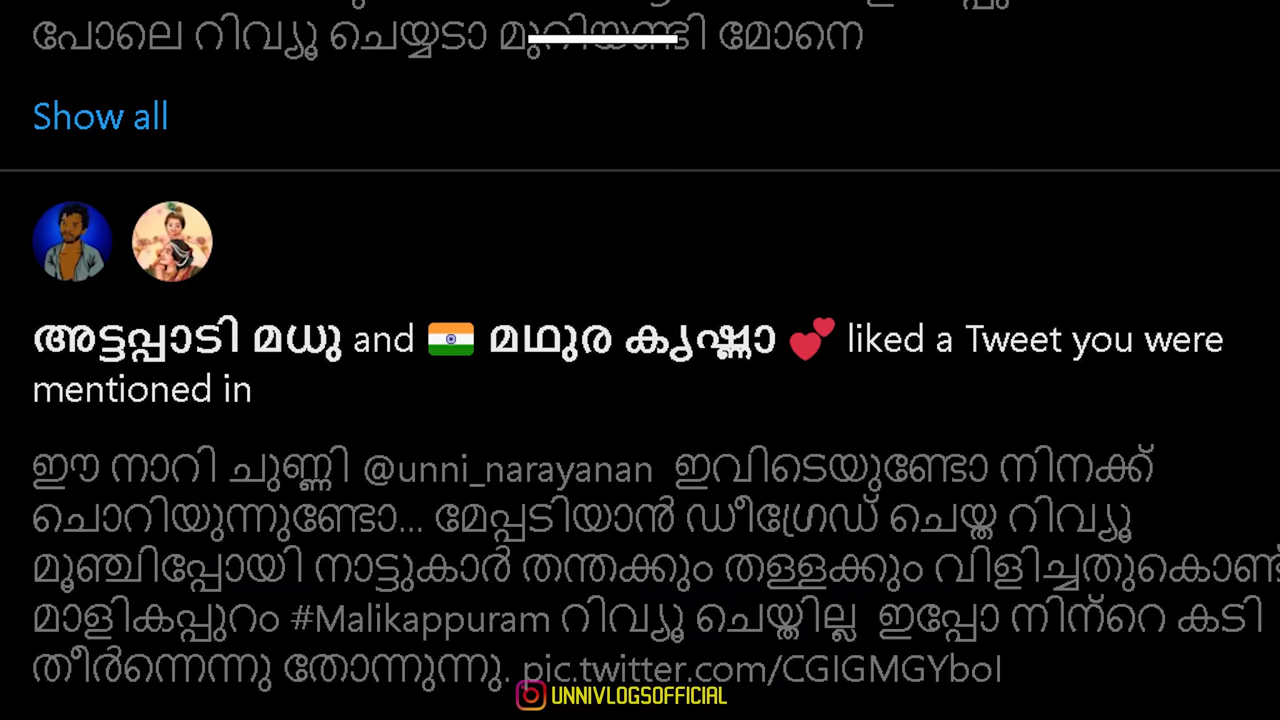 പോലെ റിവ്യൂ ചെയ്യടാ മുറിയണ്ടി മോനെ
Show all
അട്ടപ്പാടി മധു and 🇮🇳 മഥുര കൃഷ്ണാ 💕 liked a Tweet you were
mentioned in
ഈ നാറി ചുണ്ണി @unni_narayanan ഇവിടെയുണ്ടോ നിനക്ക്
ചൊറിയുന്നുണ്ടോ... മേപ്പടിയാൻ ഡീഗ്രേഡ് ചെയ്ത റിവ്യൂ
മൂഞ്ചിപ്പോയി നാട്ടുകാർ തന്തക്കും തള്ളക്കും വിളിച്ചതുകൊണ്ട്
മാളികപ്പുറം #Malikappuram റിവ്യൂ ചെയ്തില്ല ഇപ്പോ നിന്റെ കടി
തീർന്നെന്നു തോന്നുന്നു. pic.twitter.com/CGIGMGYboI
UNNIVLOGSOFFICIAL